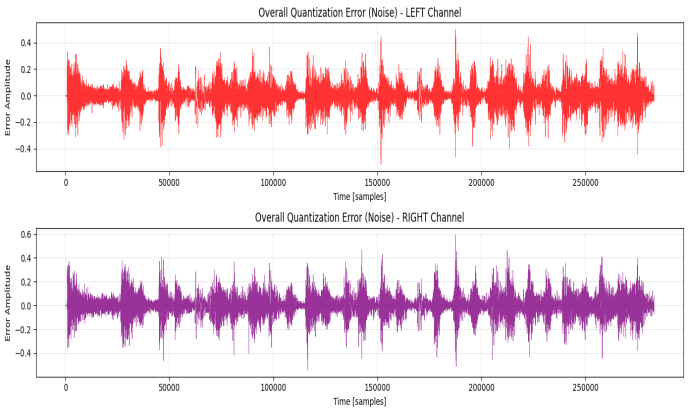 Overall Quantization Error (Noise) - LEFT Channel
0.4
0.2
0.0
−0.2
−0.4
Error Amplitude
0 50000 100000 150000 200000 250000
Time [samples]
Overall Quantization Error (Noise) - RIGHT Channel
0.6
0.4
0.2
0.0
−0.2
−0.4
Error Amplitude
0 50000 100000 150000 200000 250000
Time [samples]